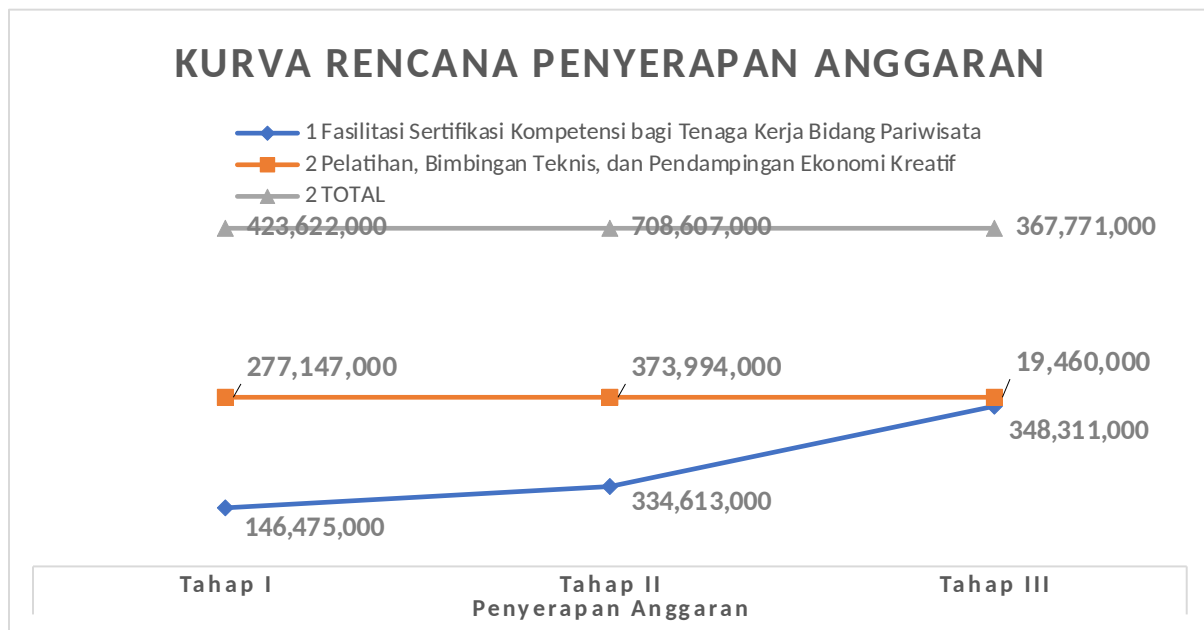 KURVA RENCANA PENYERAPAN ANGGARAN
1 Fasilitasi Sertifikasi Kompetensi bagi Tenaga Kerja Bidang Pariwisata
2 Pelatihan, Bimbingan Teknis, dan Pendampingan Ekonomi Kreatif
2 TOTAL
423,622,000 708,607,000 367,771,000
277,147,000 373,994,000 19,460,000
348,311,000
334,613,000
146,475,000
Tahap I Tahap II Tahap III
Penyerapan Anggaran